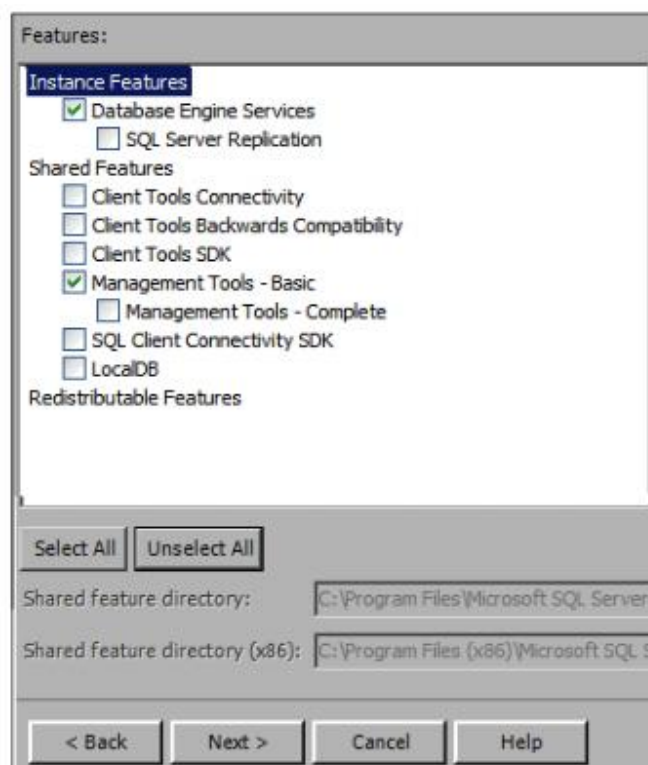 Features:
Instance Features
Database Engine Services
SQL Server Replication
Shared Features
Client Tools Connectivity
Client Tools Backwards Compatibility
Client Tools SDK
Management Tools - Basic
Management Tools - Complete
SQL Client Connectivity SDK
LocalDB
Redistributable Features
Select All Unselect All
Shared feature directory: C:\Program Files\Microsoft SQL Server
Shared feature directory (x86): C:\Program Files (x86)\Microsoft SQL
< Back Next > Cancel Help